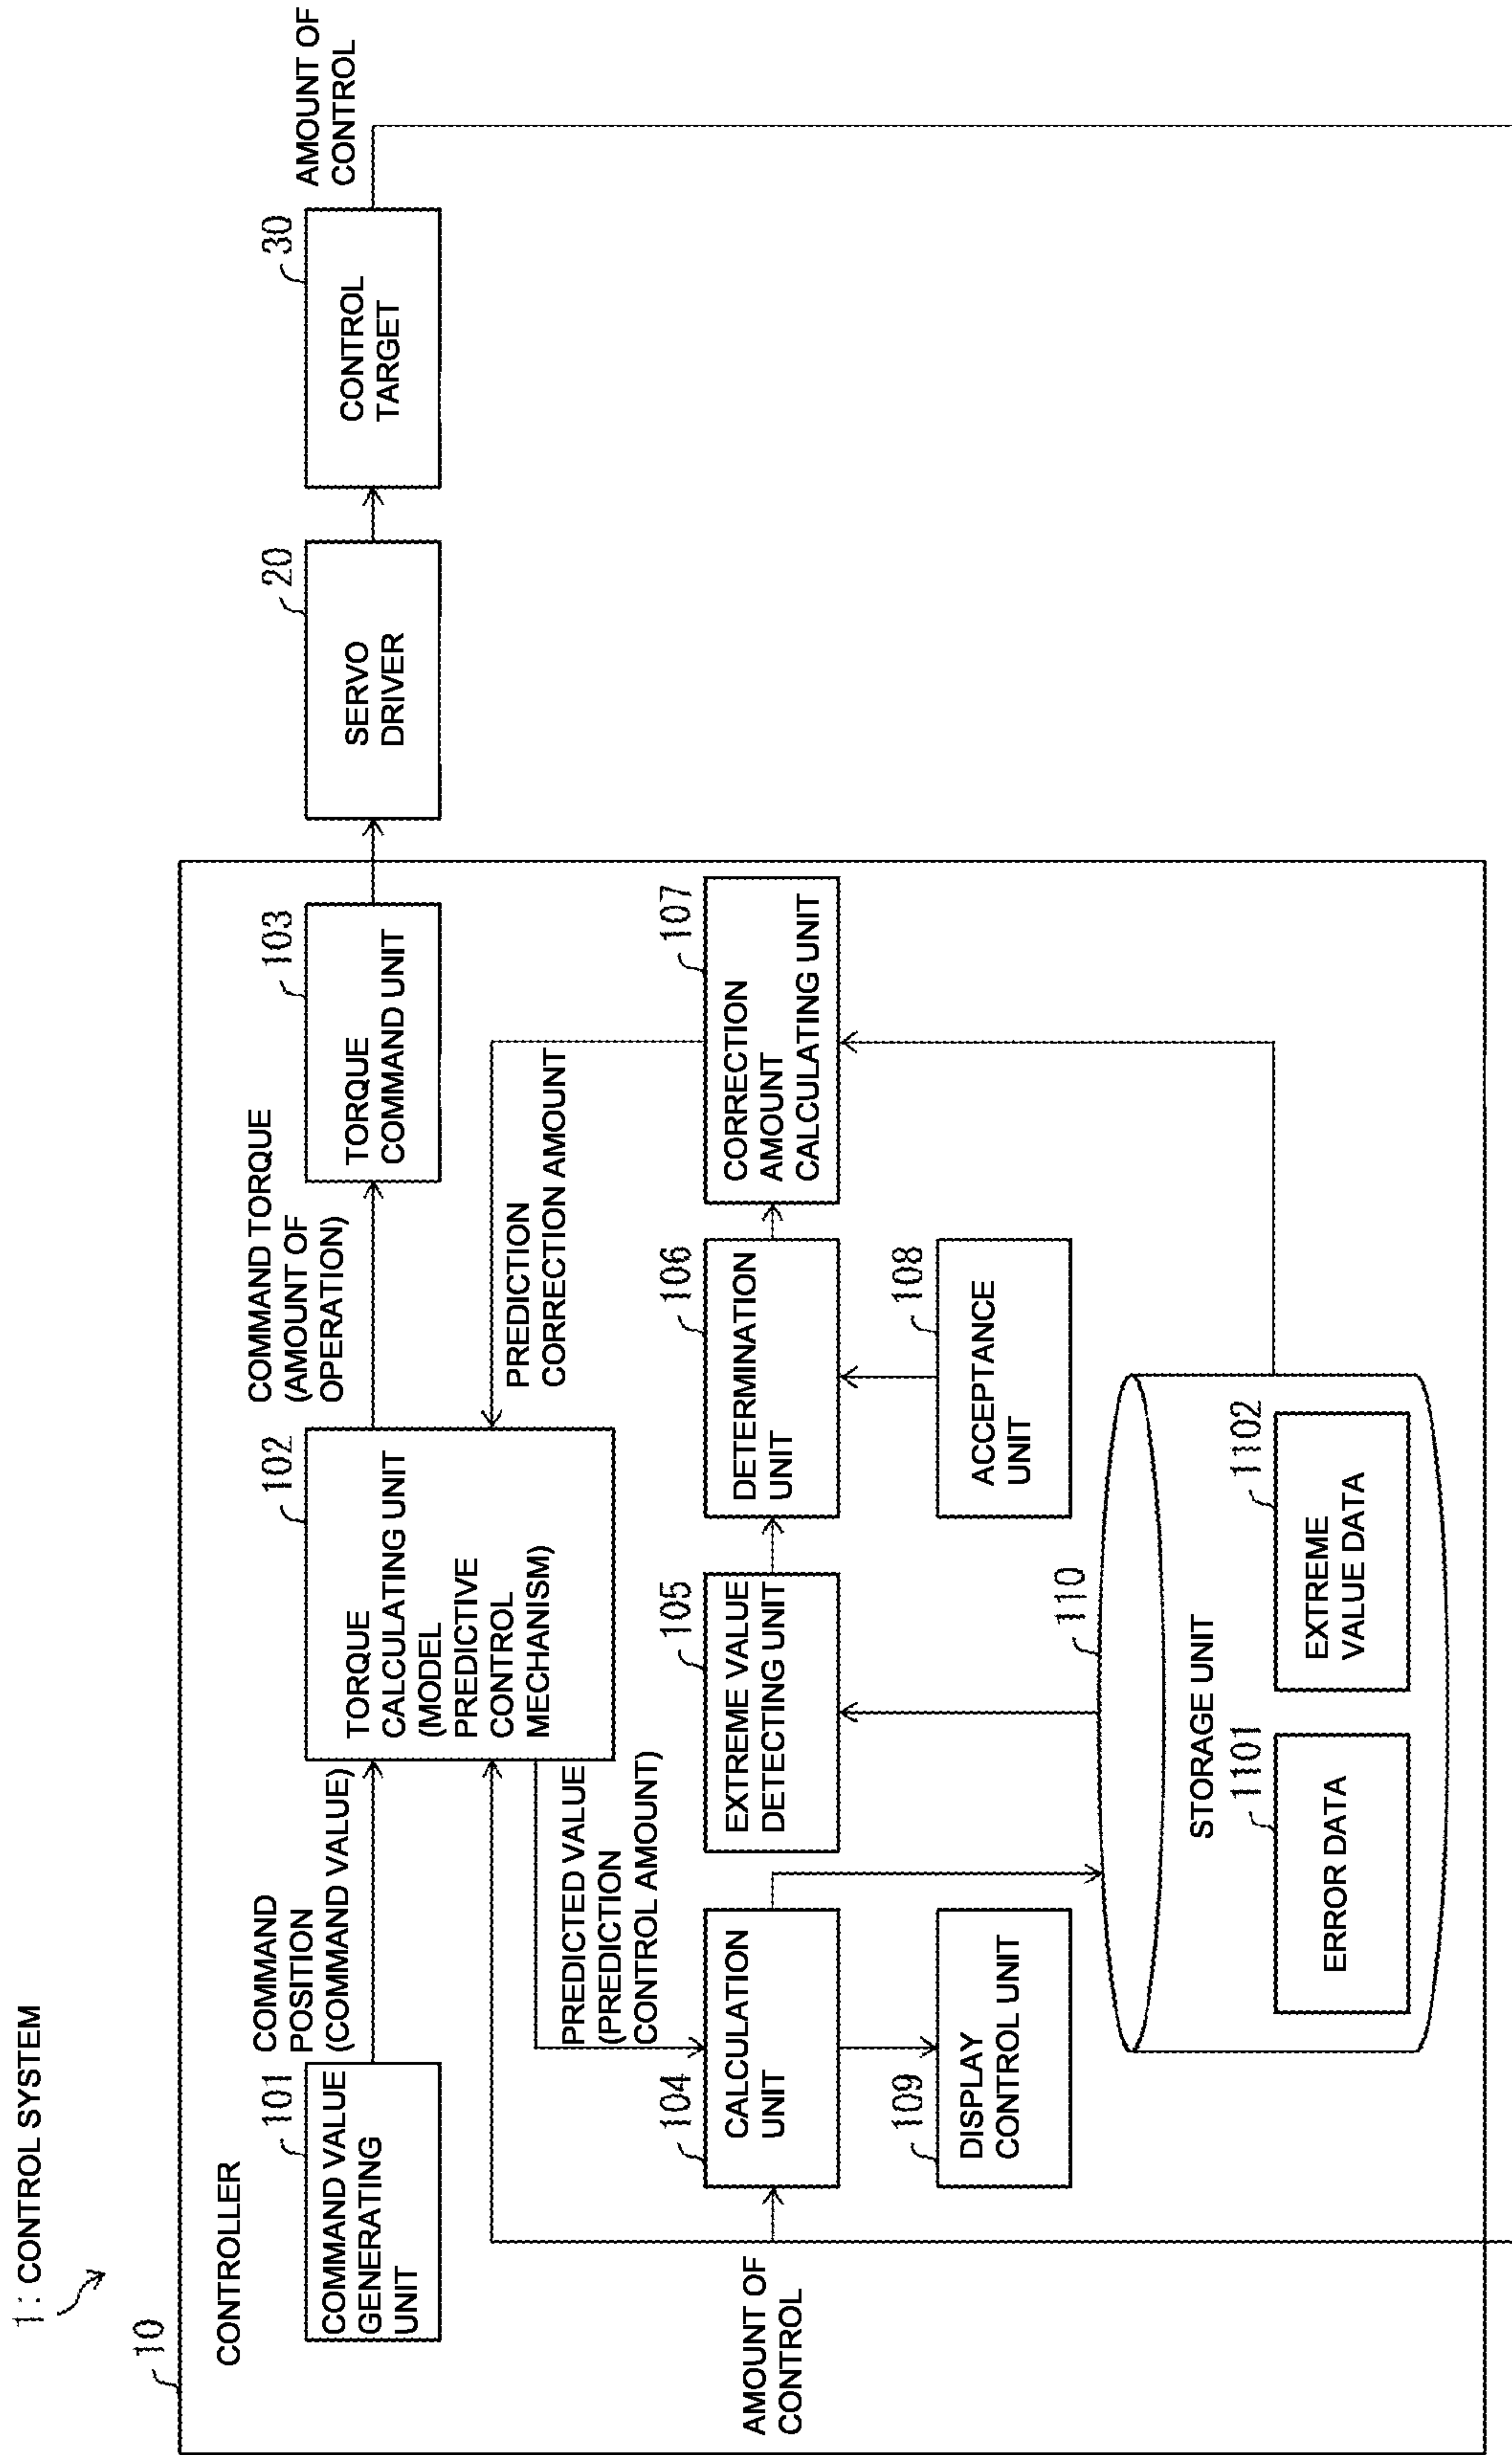 1: CONTROL SYSTEM
10
CONTROLLER
101
COMMAND VALUE
GENERATING
UNIT
COMMAND
POSITION
(COMMAND VALUE)
102
TORQUE
CALCULATING UNIT
(MODEL
PREDICTIVE
CONTROL
MECHANISM)
COMMAND TORQUE
(AMOUNT OF
OPERATION)
103
TORQUE
COMMAND UNIT
20
SERVO
DRIVER
30
CONTROL
TARGET
AMOUNT OF
CONTROL
PREDICTED VALUE
(PREDICTION
CONTROL AMOUNT)
PREDICTION
CORRECTION AMOUNT
AMOUNT OF
CONTROL
104
CALCULATION
UNIT
105
EXTREME VALUE
DETECTING UNIT
106
DETERMINATION
UNIT
107
CORRECTION
AMOUNT
CALCULATING UNIT
109
DISPLAY
CONTROL UNIT
108
ACCEPTANCE
UNIT
110
STORAGE UNIT
1101
ERROR DATA
1102
EXTREME
VALUE DATA